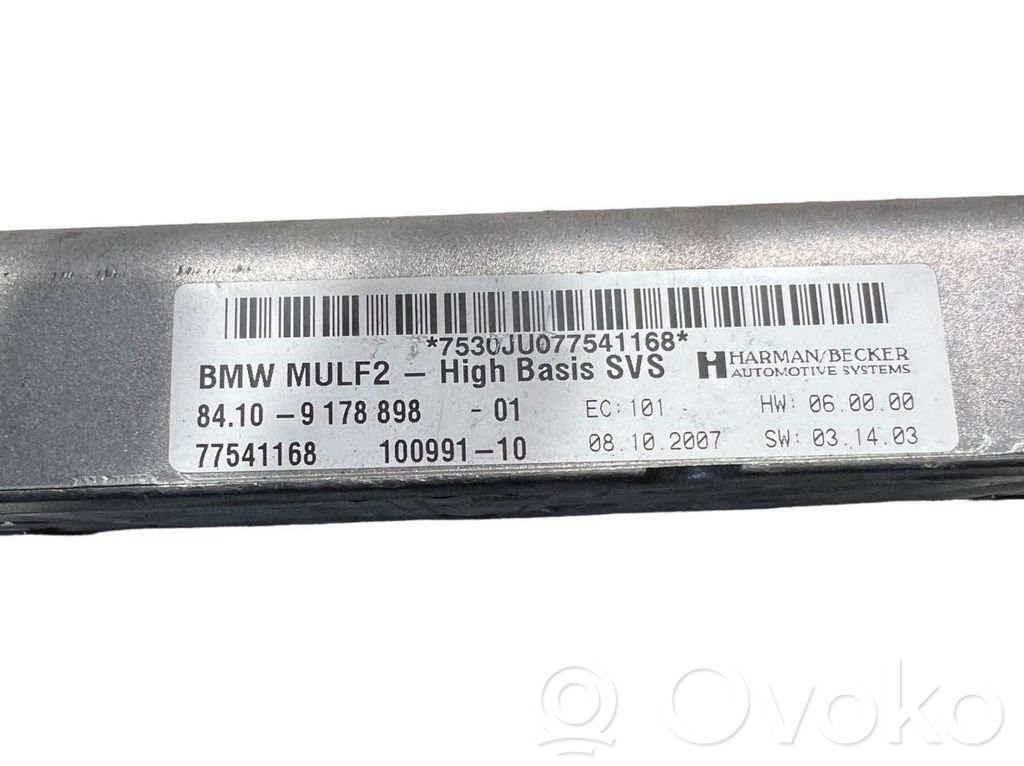 *7530JU077541168*
BMW MULF2 – High Basis SVS
HARMAN/BECKER
AUTOMOTIVE SYSTEMS
84.10 – 9 178 898 - 01 EC: 101 HW: 06.00.00
77541168 100991–10 08.10.2007 SW: 03.14.03
Ovoko